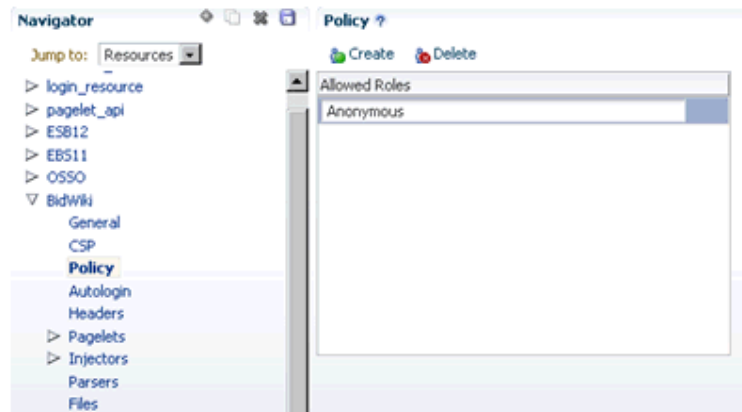 Navigator
Jump to: Resources
login_resource
pagelet_api
ESB12
EBS11
OSSO
BidWiki
General
CSP
Policy
Autologin
Headers
Pagelets
Injectors
Parsers
Files
Policy ?
Create Delete
Allowed Roles
Anonymous